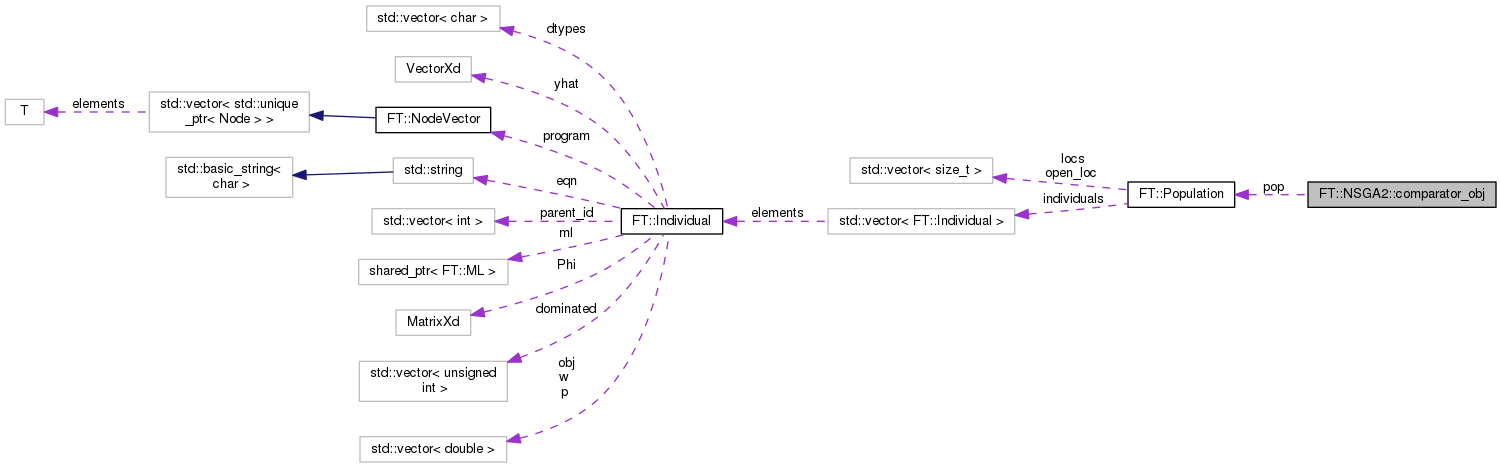 std::vector< char >
dtypes
VectorXd
yhat
T
elements
std::vector< std::unique
_ptr< Node > >
FT::NodeVector
program
std::basic_string<
char >
std::string
eqn
std::vector< int >
parent_id
ml
shared_ptr< FT::ML >
Phi
MatrixXd
dominated
std::vector< unsigned
int >
obj
w
p
std::vector< double >
FT::Individual
elements
std::vector< size_t >
locs
open_loc
std::vector< FT::Individual >
individuals
FT::Population
pop
FT::NSGA2::comparator_obj